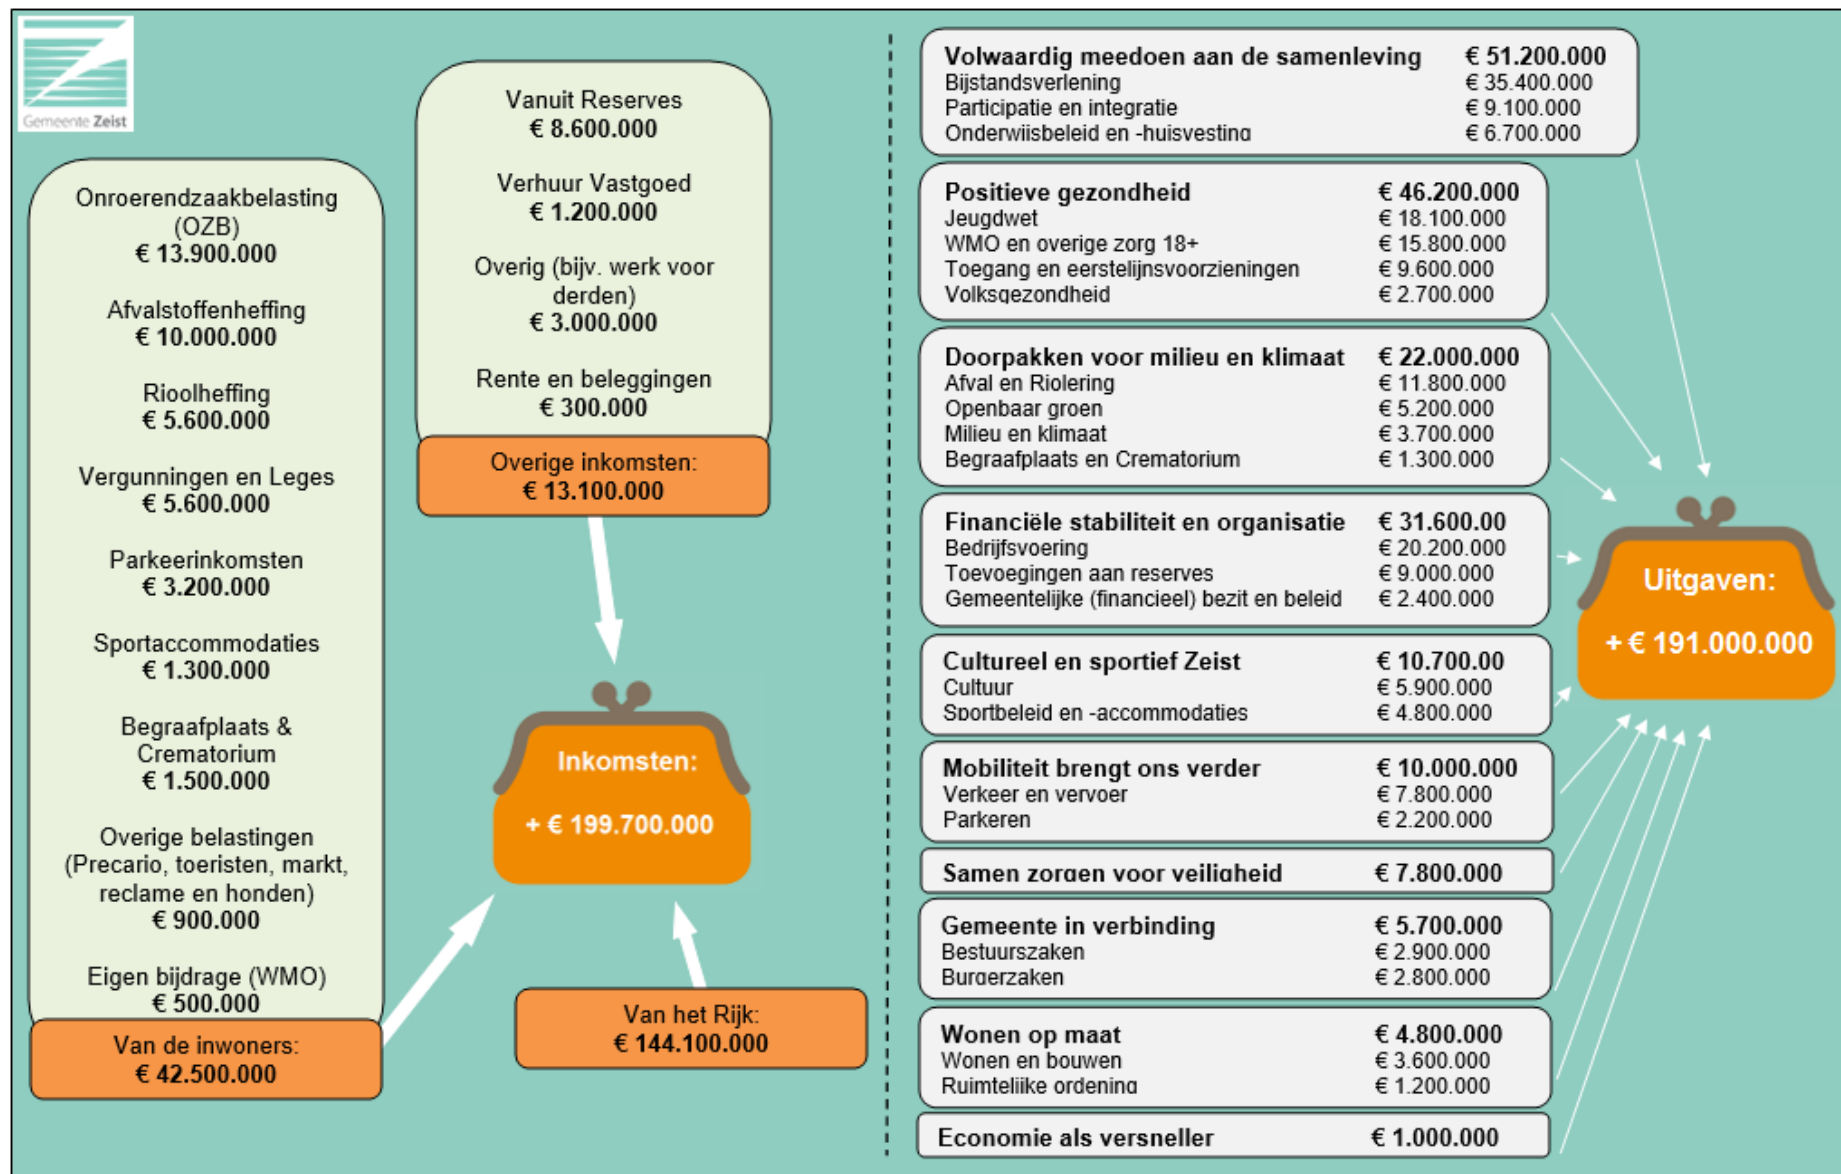 Gemeente Zeist
Onroerendzaakbelasting
(OZB)
€ 13.900.000
Afvalstoffenheffing
€ 10.000.000
Rioolheffing
€ 5.600.000
Vergunningen en Leges
€ 5.600.000
Parkeerinkomsten
€ 3.200.000
Sportaccommodaties
€ 1.300.000
Begraafplaats &
Crematorium
€ 1.500.000
Overige belastingen
(Precario, toeristen, markt,
reclame en honden)
€ 900.000
Eigen bijdrage (WMO)
€ 500.000
Van de inwoners:
€ 42.500.000
Vanuit Reserves
€ 8.600.000
Verhuur Vastgoed
€ 1.200.000
Overig (bijv. werk voor
derden)
€ 3.000.000
Rente en beleggingen
€ 300.000
Overige inkomsten:
€ 13.100.000
Inkomsten:
+ € 199.700.000
Van het Rijk:
€ 144.100.000
Volwaardig meedoen aan de samenleving € 51.200.000
Bijstandsverlening € 35.400.000
Participatie en integratie € 9.100.000
Onderwijsbeleid en -huisvesting € 6.700.000
Positieve gezondheid € 46.200.000
Jeugdwet € 18.100.000
WMO en overige zorg 18+ € 15.800.000
Toegang en eerstelijnsvoorzieningen € 9.600.000
Volksgezondheid € 2.700.000
Doorpakken voor milieu en klimaat € 22.000.000
Afval en Riolering € 11.800.000
Openbaar groen € 5.200.000
Milieu en klimaat € 3.700.000
Begraafplaats en Crematorium € 1.300.000
Financiële stabiliteit en organisatie € 31.600.00
Bedrijfsvoering € 20.200.000
Toevoegingen aan reserves € 9.000.000
Gemeentelijke (financieel) bezit en beleid € 2.400.000
Cultureel en sportief Zeist € 10.700.00
Cultuur € 5.900.000
Sportbeleid en -accommodaties € 4.800.000
Mobiliteit brengt ons verder € 10.000.000
Verkeer en vervoer € 7.800.000
Parkeren € 2.200.000
Samen zorgen voor veiligheid € 7.800.000
Gemeente in verbinding € 5.700.000
Bestuurszaken € 2.900.000
Burgerzaken € 2.800.000
Wonen op maat € 4.800.000
Wonen en bouwen € 3.600.000
Ruimtelijke ordening € 1.200.000
Economie als versneller € 1.000.000
Uitgaven:
+ € 191.000.000